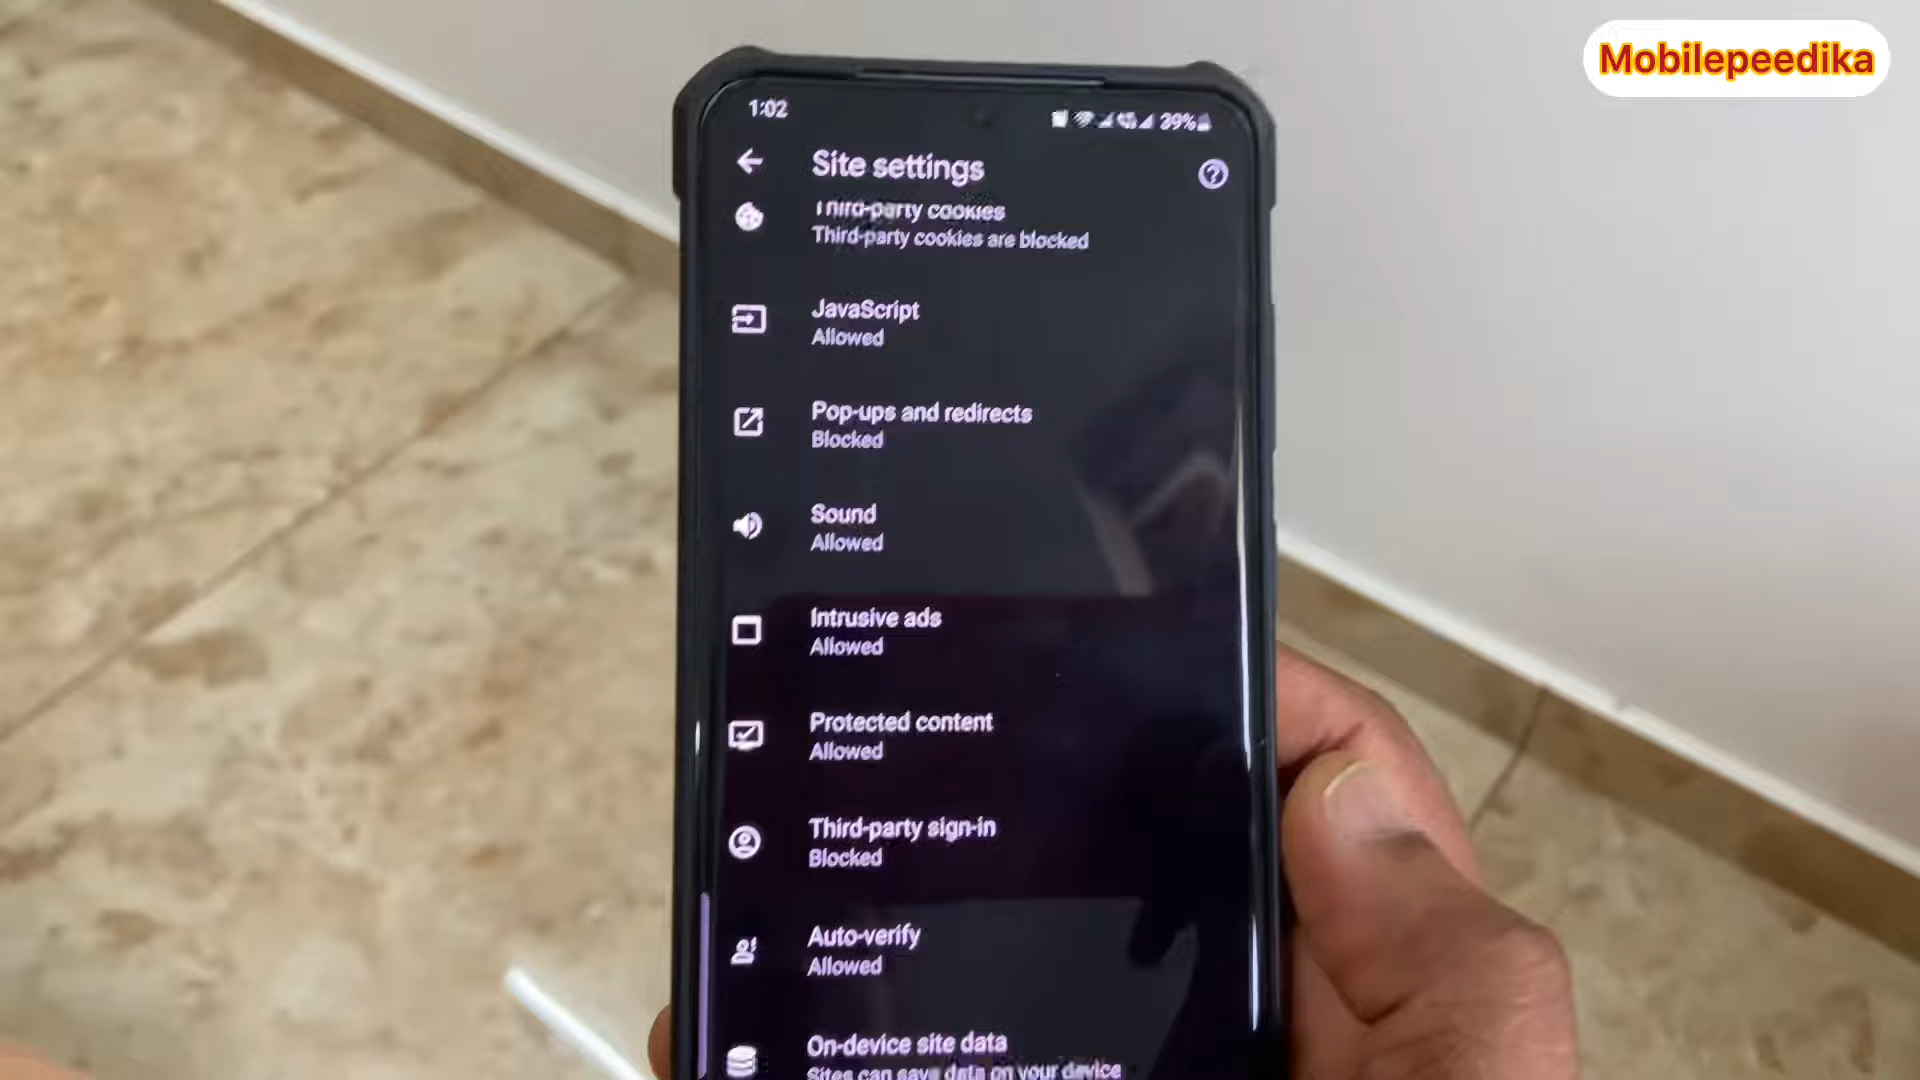 Mobilepeedika
1:02
39%
Site settings
Third-party cookies
Third-party cookies are blocked
JavaScript
Allowed
Pop-ups and redirects
Blocked
Sound
Allowed
Intrusive ads
Allowed
Protected content
Allowed
Third-party sign-in
Blocked
Auto-verify
Allowed
On-device site data
Sites can save data on your device